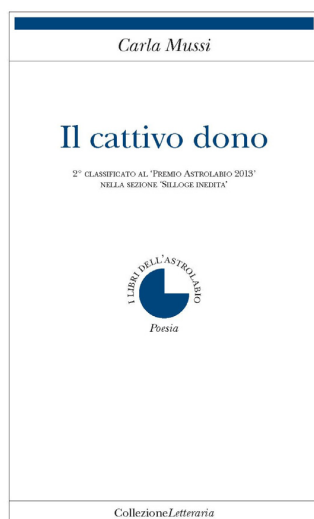 Carla Mussi
Il cattivo dono
2° CLASSIFICATO AL 'PREMIO ASTROLABIO 2013'
NELLA SEZIONE 'SILLOGE INEDITA'
I LIBRI DELL'ASTROLABIO
Poesia
CollezioneLetteraria